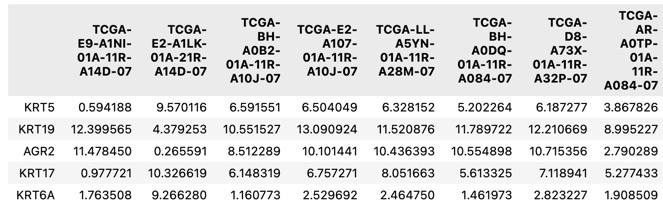 TCGA-E9-A1NI-01A-11R-A14D-07 TCGA-E2-A1LK-01A-21R-A14D-07 TCGA-BH-A0B2-01A-11R-A10J-07 TCGA-E2-A107-01A-11R-A10J-07 TCGA-LL-A5YN-01A-11R-A28M-07 TCGA-BH-A0DQ-01A-11R-A084-07 TCGA-D8-A73X-01A-11R-A32P-07 TCGA-AR-A0TP-01A-11R-A084-07
KRT5 0.594188 9.570116 6.591551 6.504049 6.328152 5.202264 6.187277 3.867826
KRT19 12.399565 4.379253 10.551527 13.090924 11.520876 11.789722 12.210669 8.995227
AGR2 11.478450 0.265591 8.512289 10.101441 10.436393 10.554898 10.715356 2.790289
KRT17 0.977721 10.326619 6.148319 6.757271 8.051663 5.613325 7.118941 5.277433
KRT6A 1.763508 9.266280 1.160773 2.529692 2.464750 1.461973 2.823227 1.908509